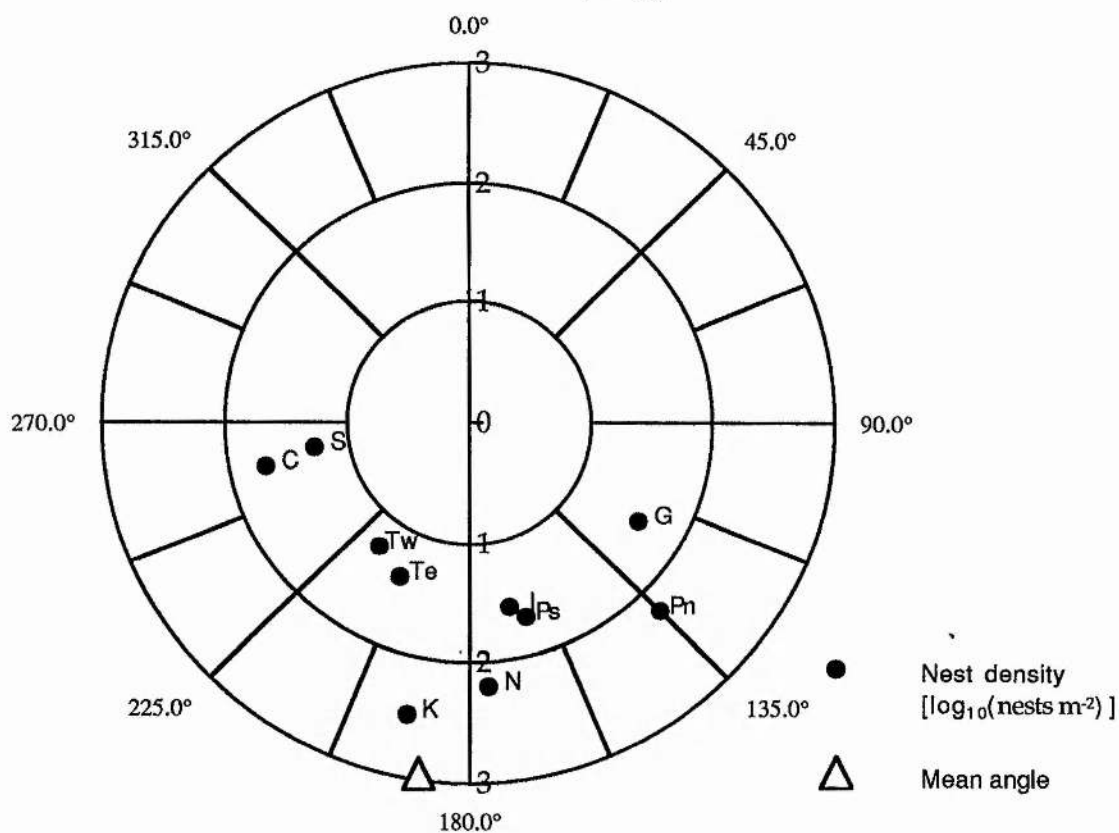 0.0°
3
315.0°
45.0°
2
1
270.0°
0
90.0°
S
C
G
Tw
1
Te
I
Ps
Pn
2
N
K
225.0°
135.0°
3
180.0°
Nest density
[log₁₀(nests m⁻²) ]
Mean angle